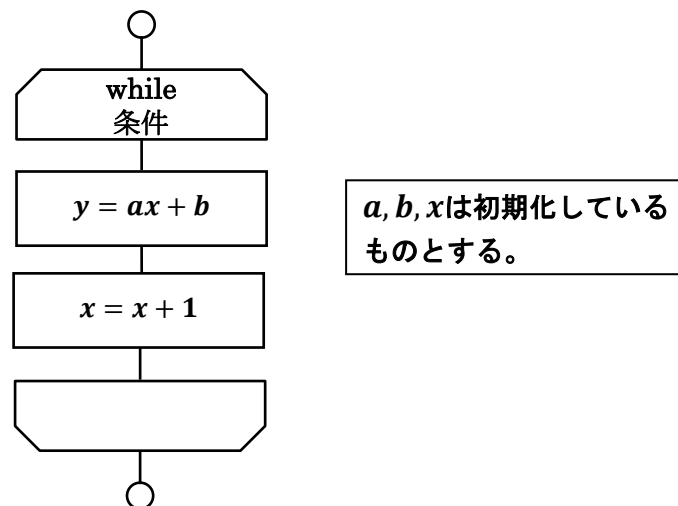 while
条件
y = ax + b
x = x + 1
a, b, xは初期化している
ものとする。